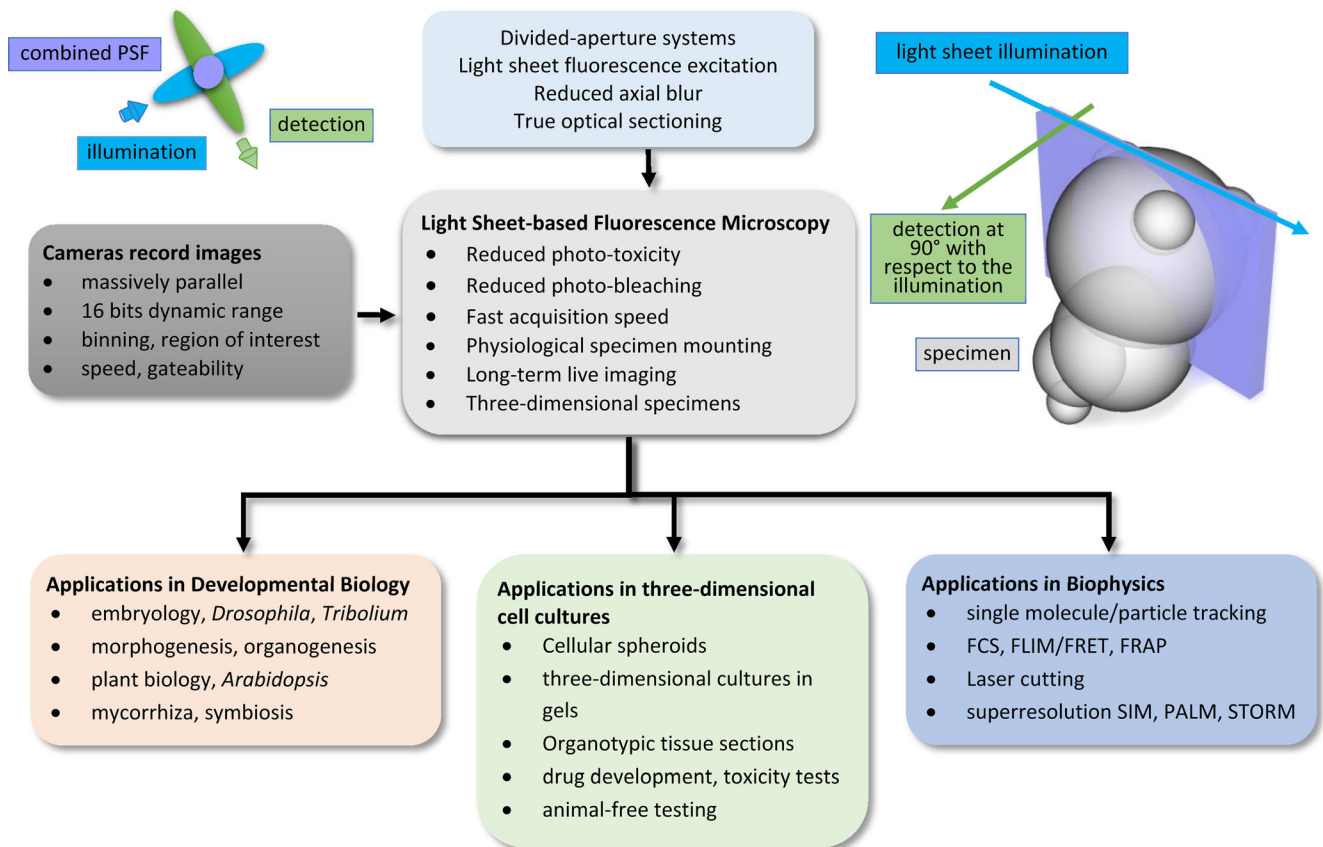 combined PSF
illumination
detection
Divided-aperture systems
Light sheet fluorescence excitation
Reduced axial blur
True optical sectioning
light sheet illumination
detection at
90° with
respect to the
illumination
specimen
Cameras record images
• massively parallel
• 16 bits dynamic range
• binning, region of interest
• speed, gateability
Light Sheet-based Fluorescence Microscopy
• Reduced photo-toxicity
• Reduced photo-bleaching
• Fast acquisition speed
• Physiological specimen mounting
• Long-term live imaging
• Three-dimensional specimens
Applications in Developmental Biology
• embryology, Drosophila, Tribolium
• morphogenesis, organogenesis
• plant biology, Arabidopsis
• mycorrhiza, symbiosis
Applications in three-dimensional
cell cultures
• Cellular spheroids
• three-dimensional cultures in
gels
• Organotypic tissue sections
• drug development, toxicity tests
• animal-free testing
Applications in Biophysics
• single molecule/particle tracking
• FCS, FLIM/FRET, FRAP
• Laser cutting
• superresolution SIM, PALM, STORM